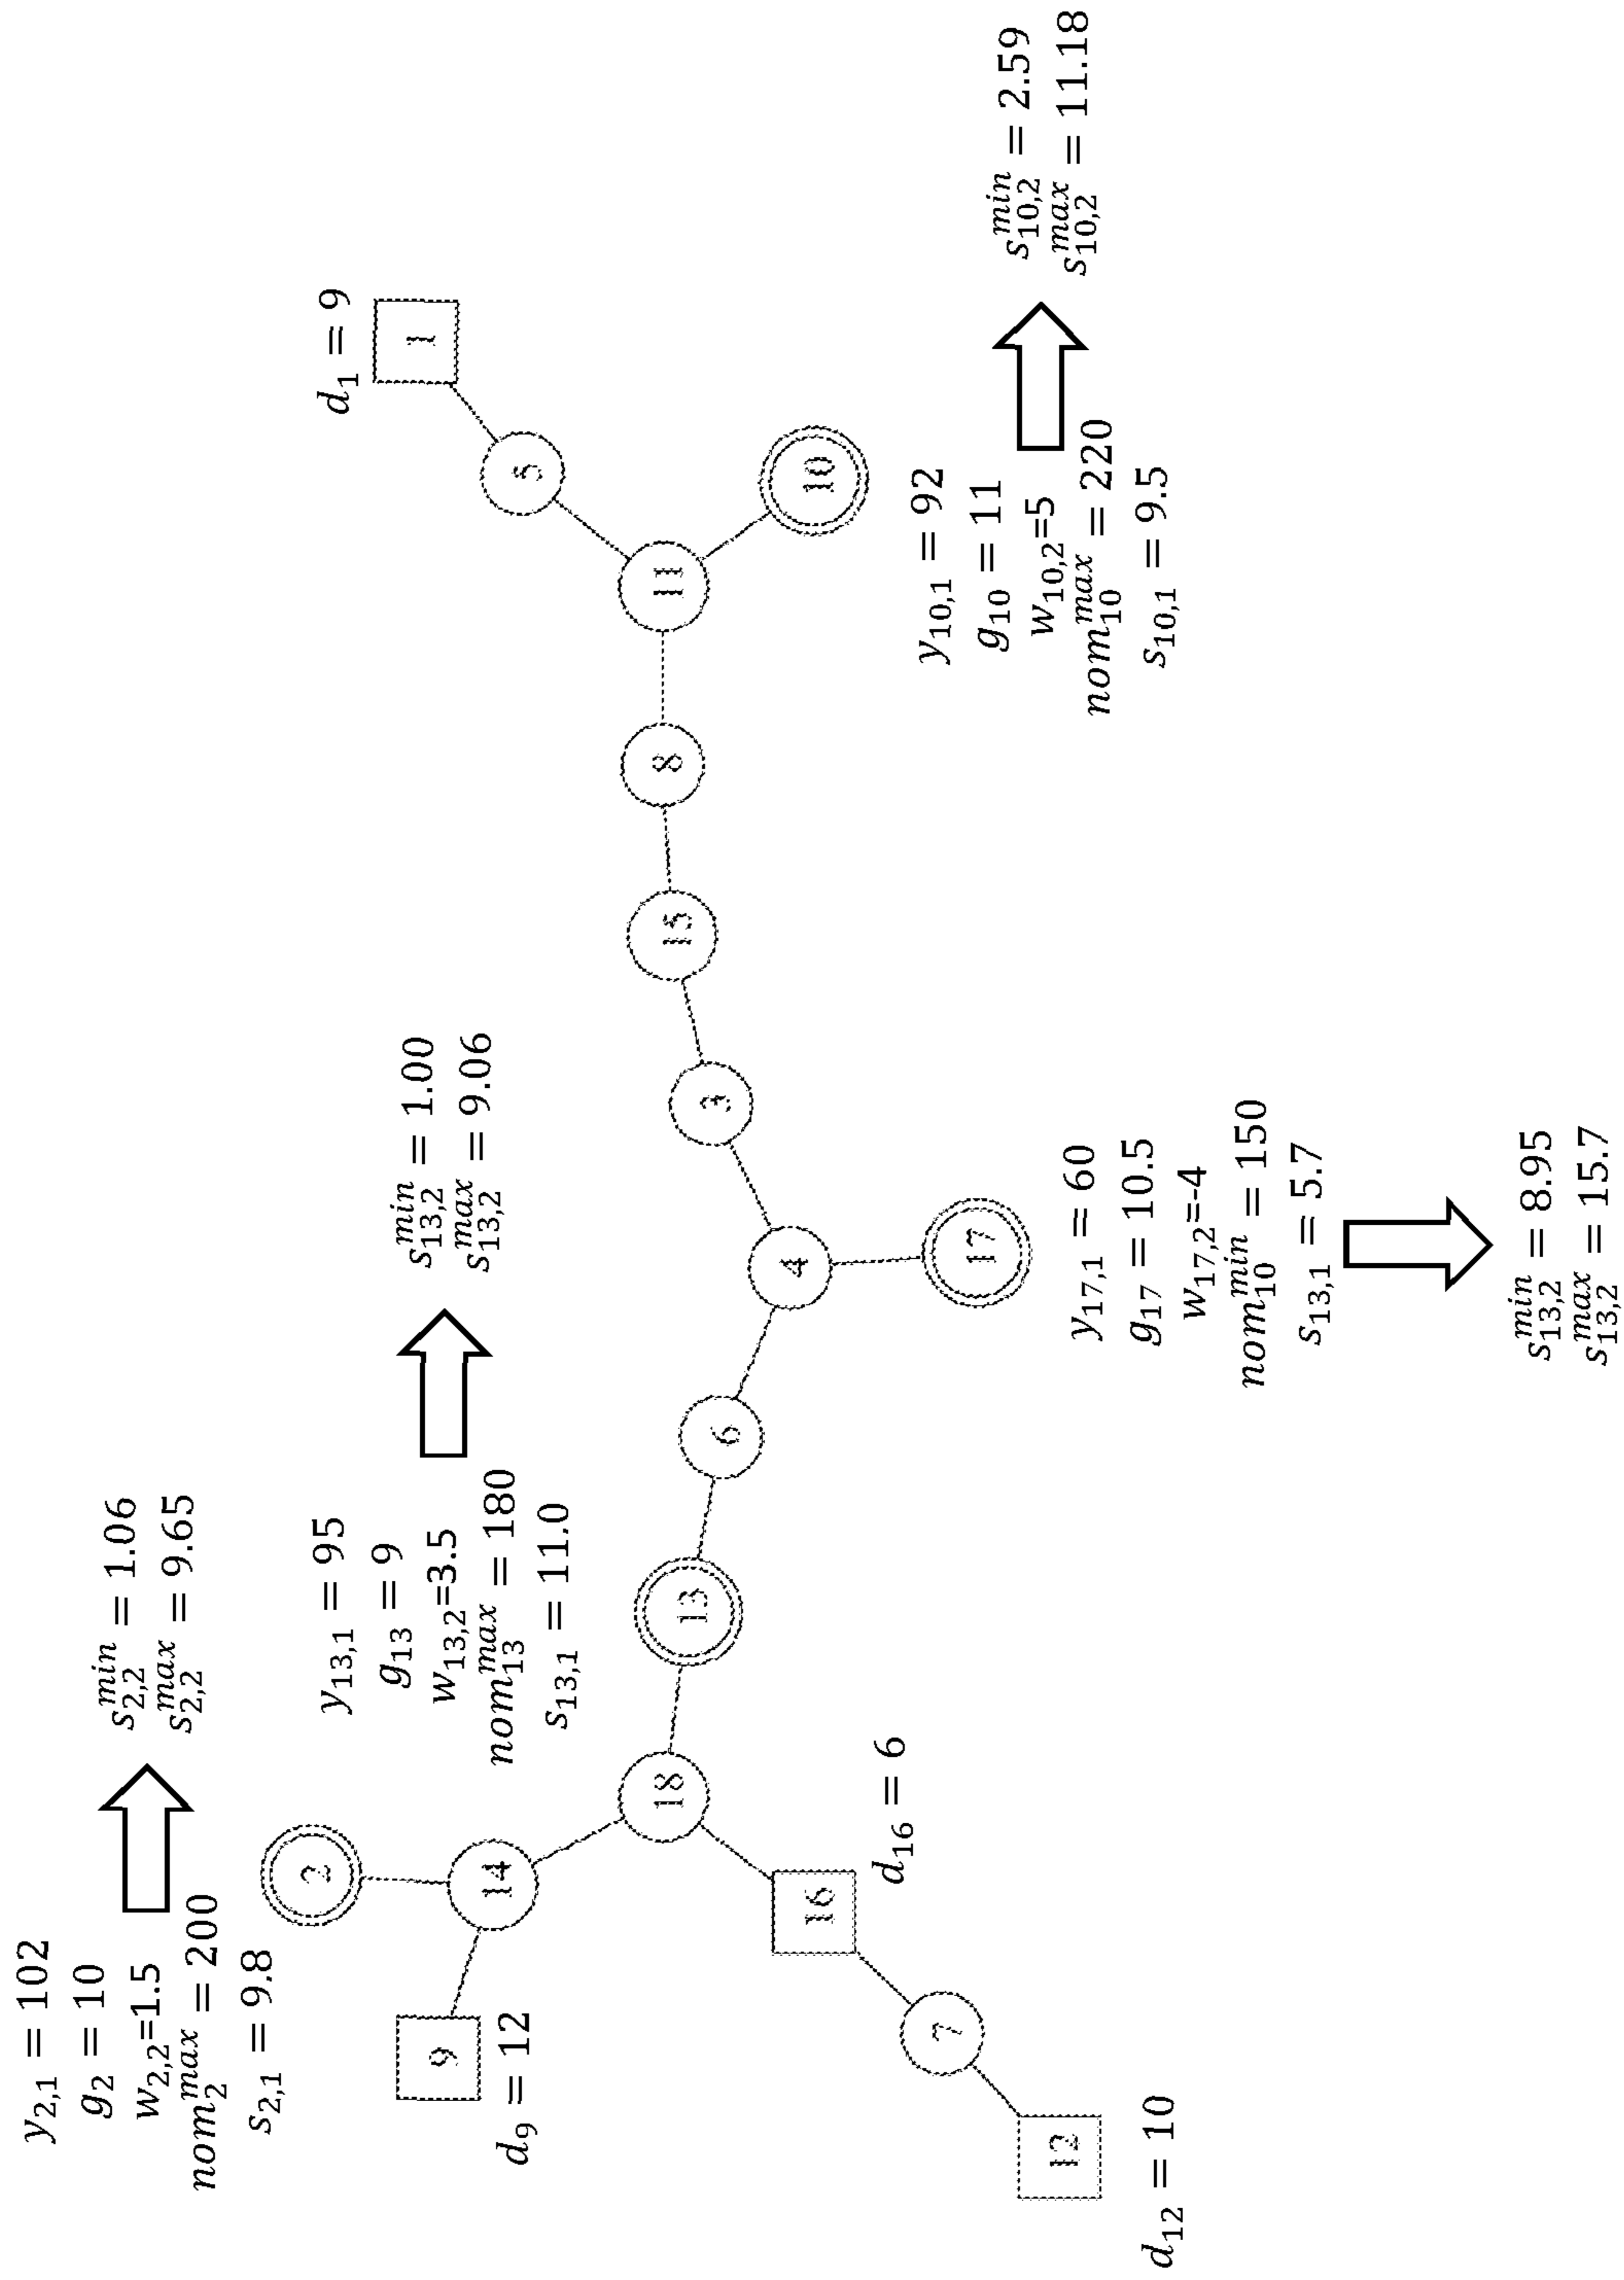 y_{2,1} = 102
g_2 = 10
w_{2,2}=1.5
nom_2^{max} = 200
s_{2,1} = 9.8
s_{2,2}^{min} = 1.06
s_{2,2}^{max} = 9.65
y_{13,1} = 95
g_{13} = 9
w_{13,2}=3.5
nom_{13}^{max} = 180
s_{13,1} = 11.0
s_{13,2}^{min} = 1.00
s_{13,2}^{max} = 9.06
d_1 = 9
1
2
9
d_9 = 12
14
18
13
6
4
3
15
8
11
5
10
16
d_{16} = 6
7
12
d_{12} = 10
17
y_{17,1} = 60
g_{17} = 10.5
w_{17,2}=-4
nom_{10}^{min} = 150
s_{13,1} = 5.7
s_{13,2}^{min} = 8.95
s_{13,2}^{max} = 15.7
y_{10,1} = 92
g_{10} = 11
w_{10,2}=5
nom_{10}^{max} = 220
s_{10,1} = 9.5
s_{10,2}^{min} = 2.59
s_{10,2}^{max} = 11.18